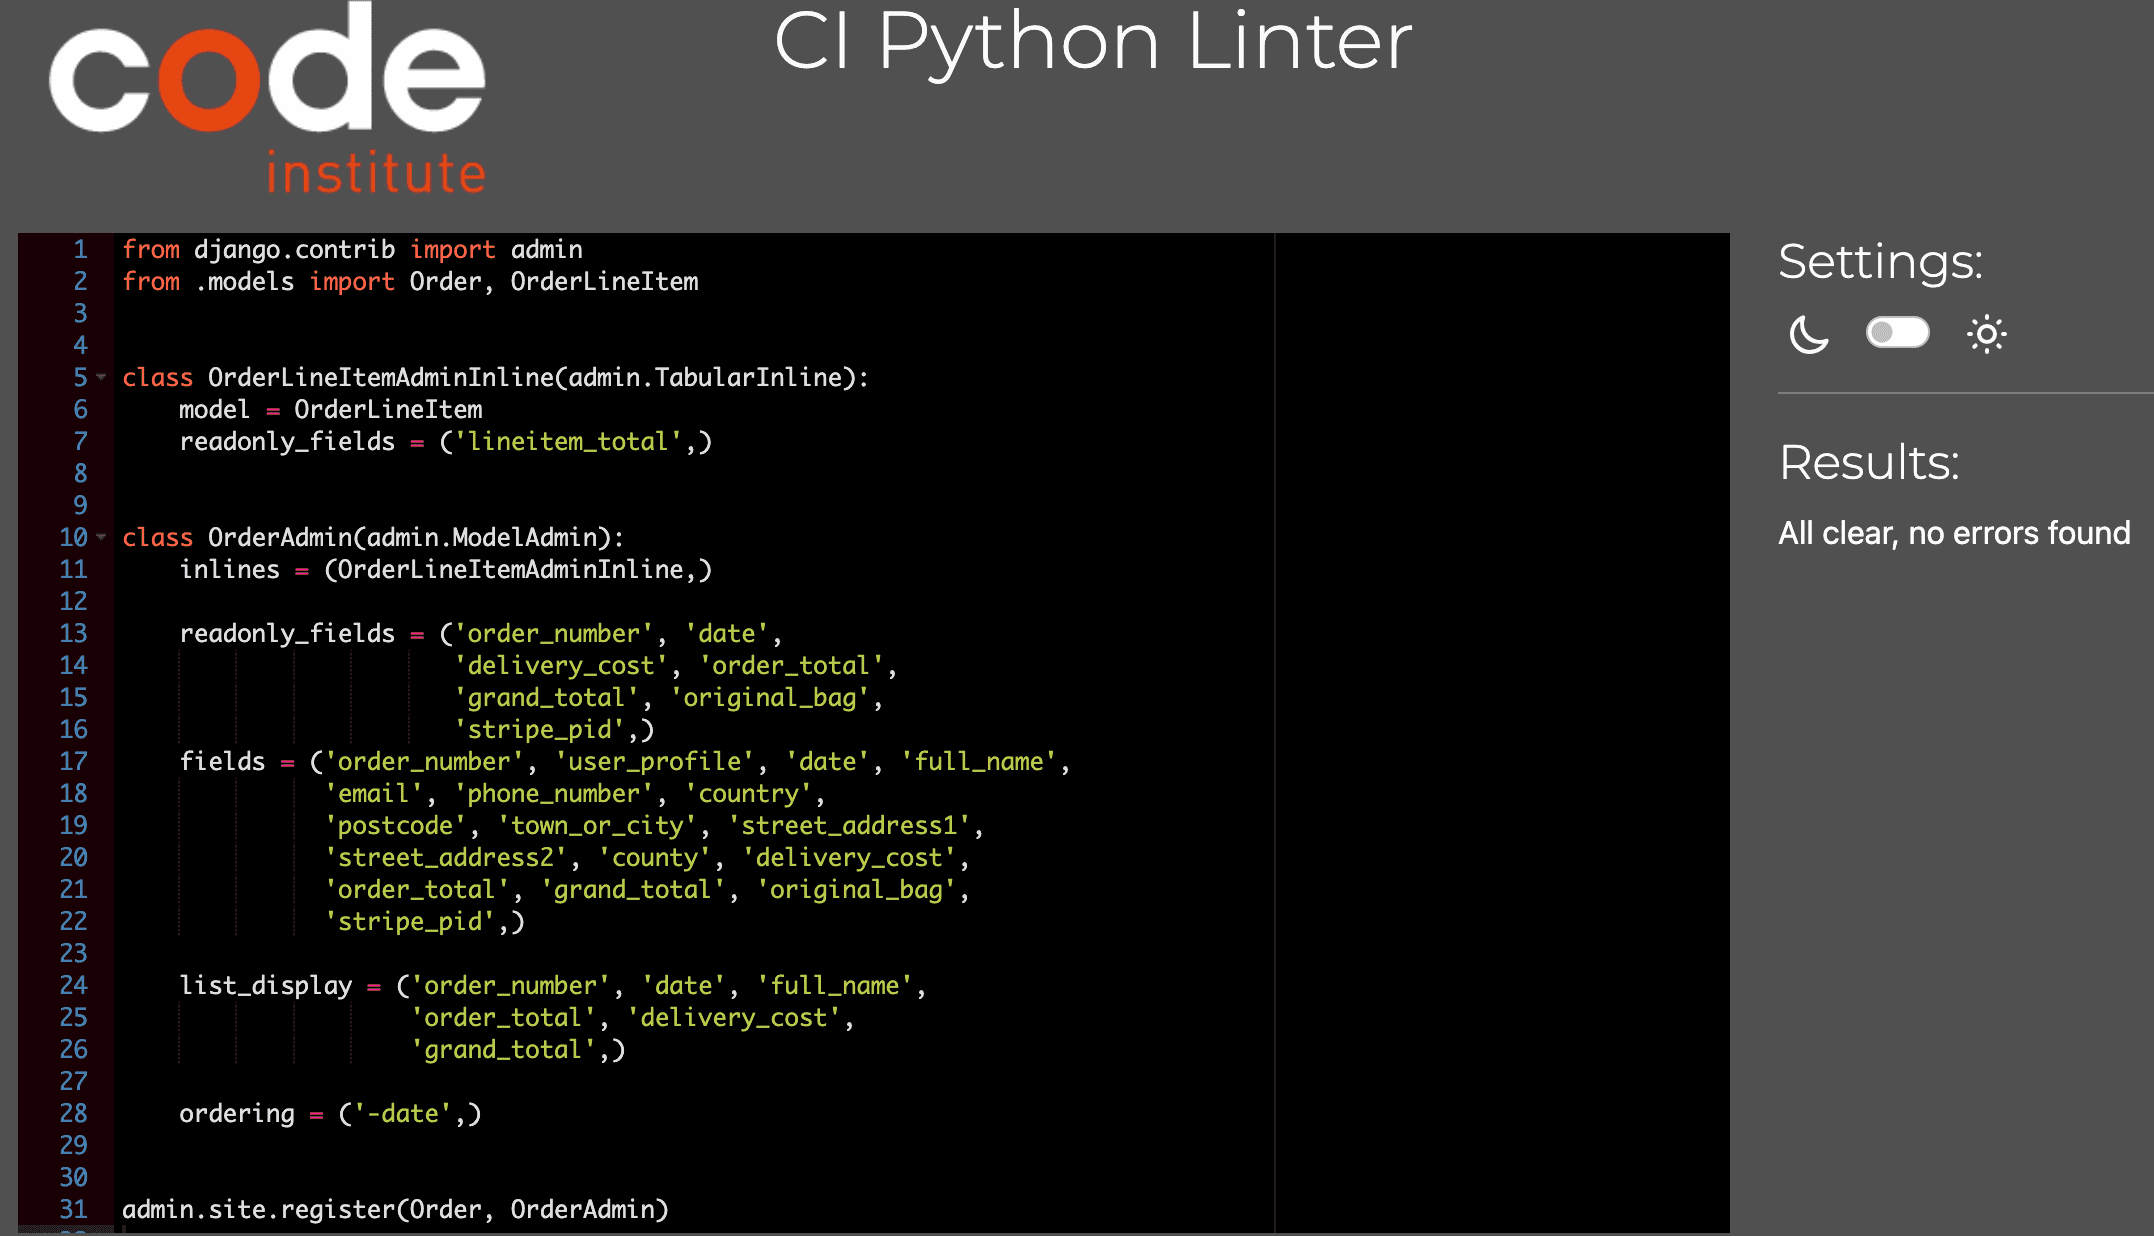 code
institute
CI Python Linter
1 from django.contrib import admin
2 from .models import Order, OrderLineItem
3
4
5 class OrderLineItemAdminInline(admin.TabularInline):
6     model = OrderLineItem
7     readonly_fields = ('lineitem_total',)
8
9
10 class OrderAdmin(admin.ModelAdmin):
11     inlines = (OrderLineItemAdminInline,)
12
13     readonly_fields = ('order_number', 'date',
14                        'delivery_cost', 'order_total',
15                        'grand_total', 'original_bag',
16                        'stripe_pid',)
17     fields = ('order_number', 'user_profile', 'date', 'full_name',
18               'email', 'phone_number', 'country',
19               'postcode', 'town_or_city', 'street_address1',
20               'street_address2', 'county', 'delivery_cost',
21               'order_total', 'grand_total', 'original_bag',
22               'stripe_pid',)
23
24     list_display = ('order_number', 'date', 'full_name',
25                     'order_total', 'delivery_cost',
26                     'grand_total',)
27
28     ordering = ('-date',)
29
30
31 admin.site.register(Order, OrderAdmin)
Settings:
Results:
All clear, no errors found